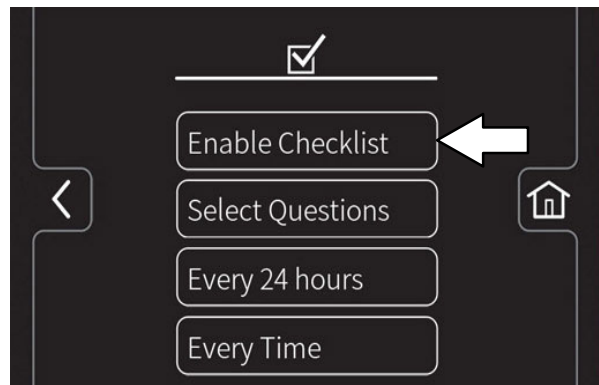 Enable Checklist
Select Questions
Every 24 hours
Every Time